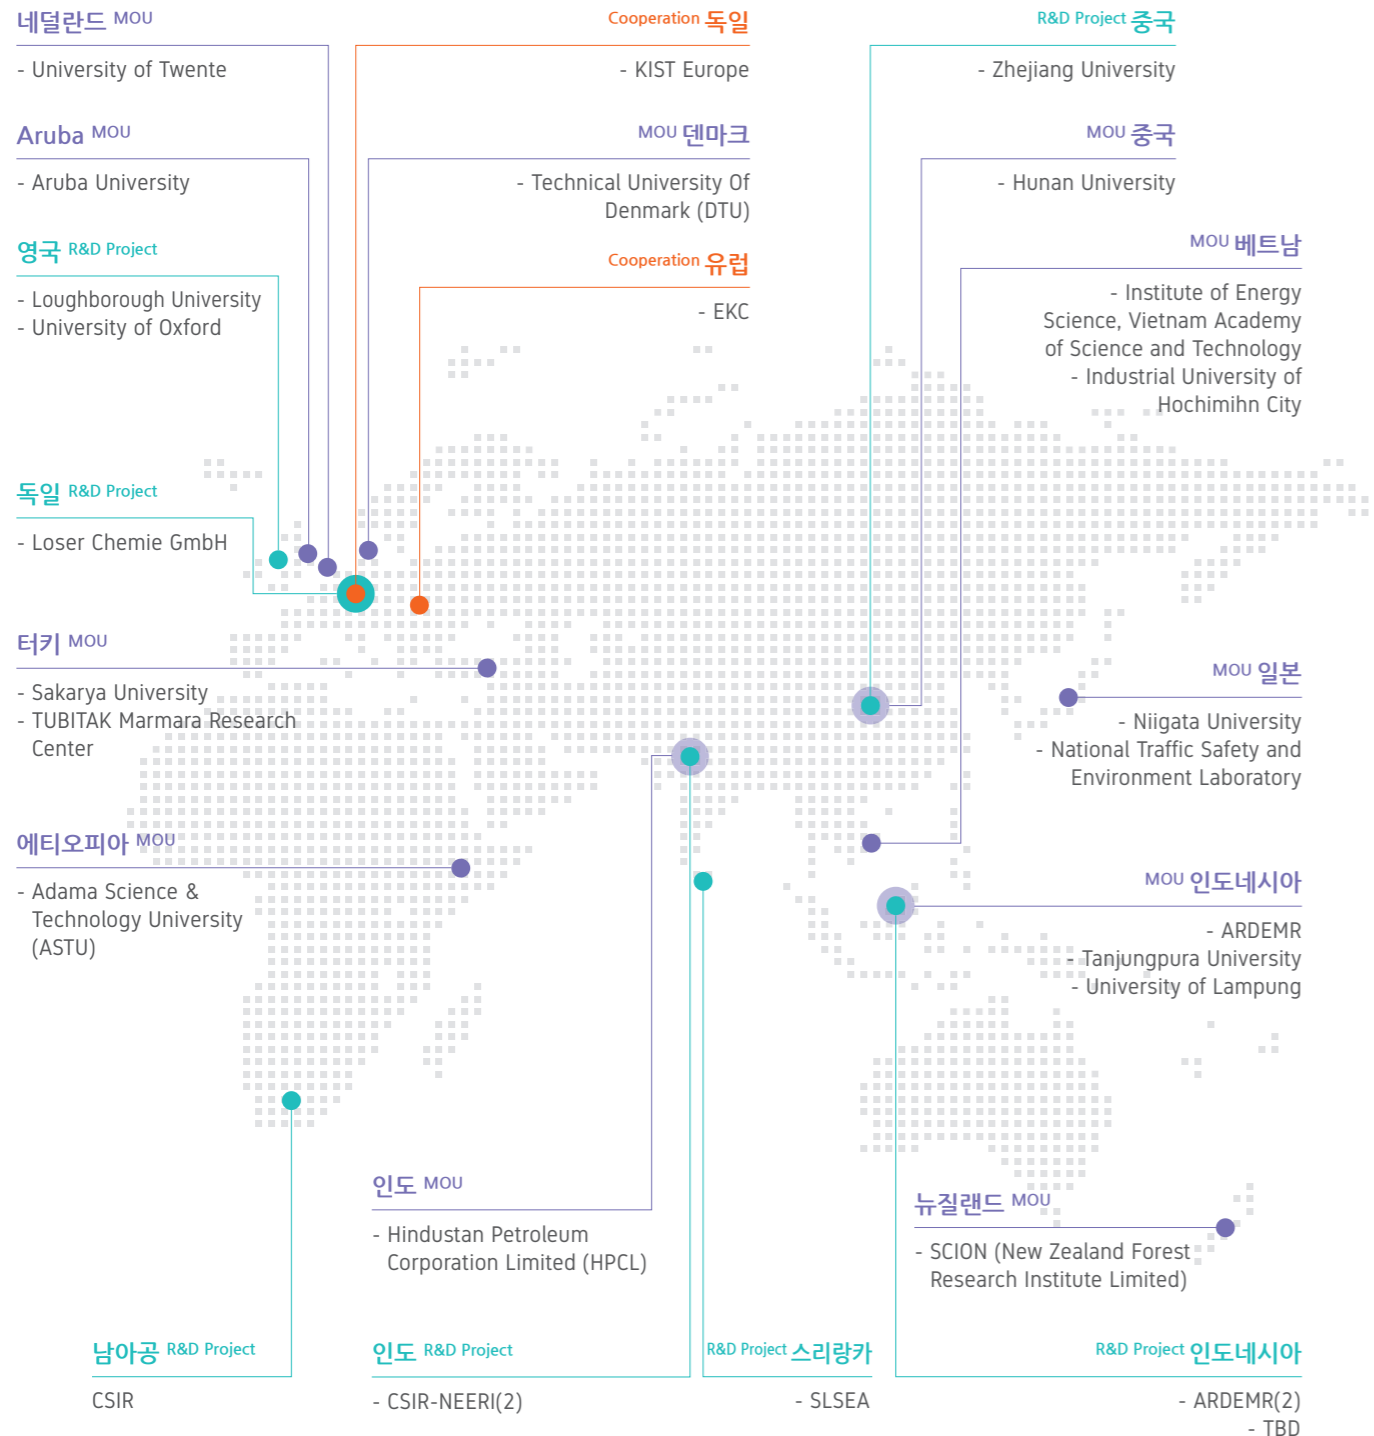 네덜란드 MOU
- University of Twente
Aruba MOU
- Aruba University
영국 R&D Project
- Loughborough University
- University of Oxford
독일 R&D Project
- Loser Chemie GmbH
터키 MOU
- Sakarya University
- TUBITAK Marmara Research
Center
에티오피아 MOU
- Adama Science &
Technology University
(ASTU)
Cooperation 독일
- KIST Europe
MOU 덴마크
- Technical University Of
Denmark (DTU)
Cooperation 유럽
- EKC
R&D Project 중국
- Zhejiang University
MOU 중국
- Hunan University
MOU 베트남
- Institute of Energy
Science, Vietnam Academy
of Science and Technology
- Industrial University of
Hochimihn City
MOU 일본
- Niigata University
- National Traffic Safety and
Environment Laboratory
MOU 인도네시아
- ARDEMR
- Tanjungpura University
- University of Lampung
인도 MOU
- Hindustan Petroleum
Corporation Limited (HPCL)
뉴질랜드 MOU
- SCION (New Zealand Forest
Research Institute Limited)
남아공 R&D Project
CSIR
인도 R&D Project
- CSIR-NEERI(2)
R&D Project 스리랑카
- SLSEA
R&D Project 인도네시아
- ARDEMR(2)
- TBD